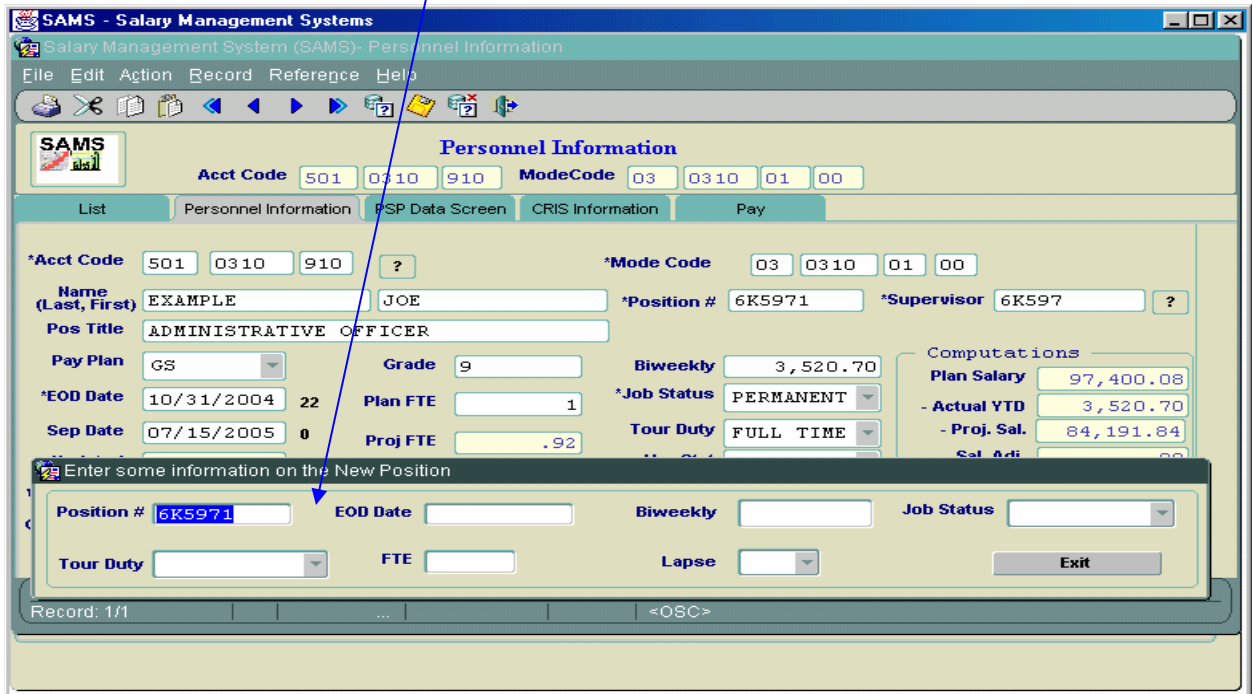 SAMS - Salary Management Systems
Salary Management System (SAMS)- Personnel Information
File Edit Action Record Reference Help
SAMS
Personnel Information
Acct Code 501 0310 910 ModeCode 03 0310 01 00
List Personnel Information PSP Data Screen CRIS Information Pay
*Acct Code 501 0310 910 ? *Mode Code 03 0310 01 00
Name (Last, First) EXAMPLE JOE *Position # 6K5971 *Supervisor 6K597 ?
Pos Title ADMINISTRATIVE OFFICER
Pay Plan GS Grade 9 Biweekly 3,520.70 Computations
Plan Salary 97,400.08
*EOD Date 10/31/2004 22 Plan FTE 1 *Job Status PERMANENT - Actual YTD 3,520.70
Sep Date 07/15/2005 0 Proj FTE .92 Tour Duty FULL TIME - Proj. Sal. 84,191.84
Sal. Adj
Enter some information on the New Position
Position # 6K5971 EOD Date Biweekly Job Status
Tour Duty FTE Lapse Exit
Record: 1/1 ... <OSC>